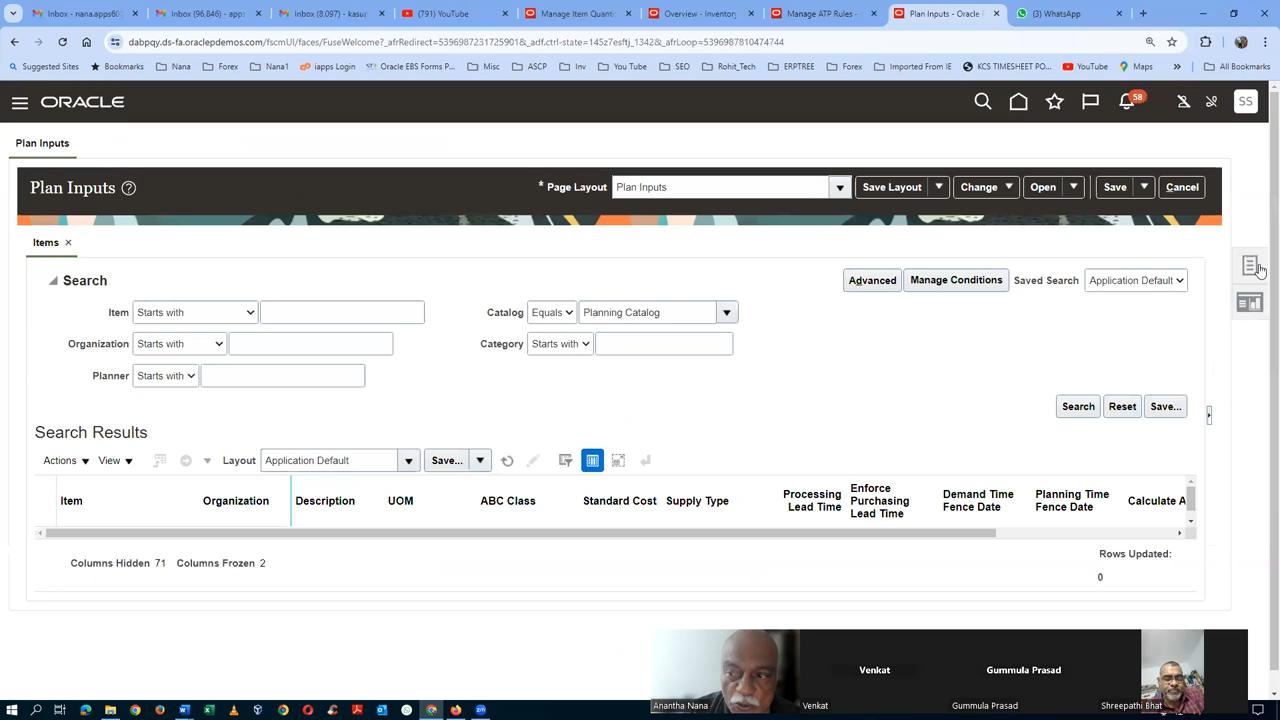 Inbox - nana.apps60
Inbox (96,846) - apps
Inbox (8,097) - kasup
(791) YouTube
Manage Item Quanti
Overview - Inventory
Manage ATP Rules -
Plan Inputs - Oracle F
(3) WhatsApp
dabpqy.ds-fa.oraclepdemos.com/fscmUI/faces/FuseWelcome?_afrRedirect=5396987231725901&_adf.ctrl-state=145z7esftj_1342&_afrLoop=5396987810474744
Suggested Sites
Bookmarks
Nana
Forex
Nana1
iapps Login
Oracle EBS Forms P...
Misc
ASCP
Inv
You Tube
SEO
Rohit_Tech
ERPTREE
Forex
Imported From IE
KCS TIMESHEET PO...
YouTube
Maps
»
All Bookmarks
ORACLE
58
SS
Plan Inputs
Plan Inputs ?
* Page Layout Plan Inputs
Save Layout Change Open Save Cancel
Items ×
Search
Advanced Manage Conditions Saved Search Application Default
Item Starts with
Catalog Equals Planning Catalog
Organization Starts with
Category Starts with
Planner Starts with
Search Reset Save...
Search Results
Actions View Layout Application Default Save...
Item Organization Description UOM ABC Class Standard Cost Supply Type Processing Lead Time Enforce Purchasing Lead Time Demand Time Fence Date Planning Time Fence Date Calculate A
Columns Hidden 71 Columns Frozen 2
Rows Updated:
0
Venkat
Gummula Prasad
Anantha Nana
Venkat
Gummula Prasad
Shreepathi Bhat